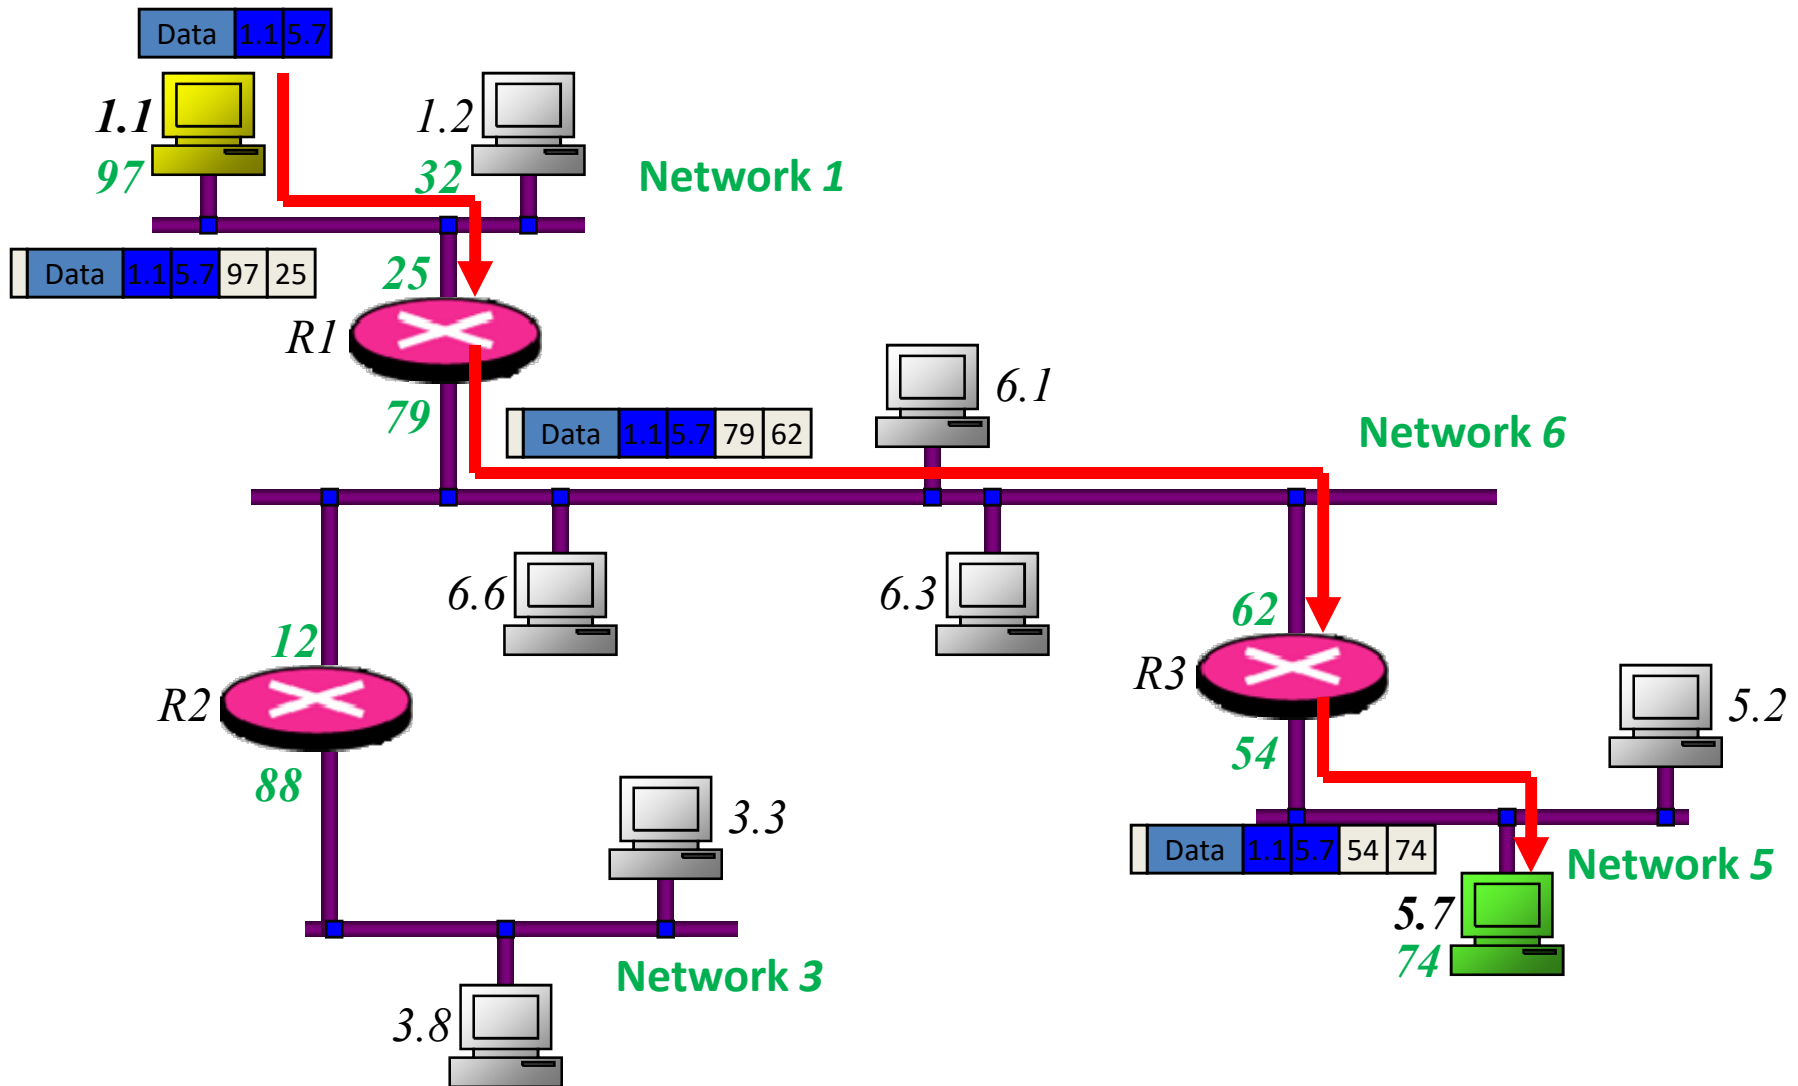 Data 1.1 5.7
1.1
97
1.2
32
Network 1
Data 1.1 5.7 97 25
25
R1
79
Data 1.1 5.7 79 62
6.1
Network 6
6.6
6.3
12
R2
88
62
R3
54
5.2
3.3
Data 1.1 5.7 54 74
Network 5
5.7
74
Network 3
3.8